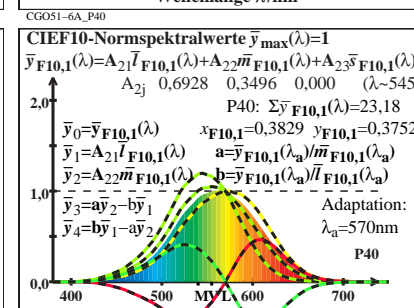 CGO51-6A_P40
CIEF10-Normspektralwerte y̅max(λ)=1
y̅F10,1(λ)=A21l̅F10,1(λ)+A22m̅F10,1(λ)+A23s̅F10,1(λ)
A2j 0,6928 0,3496 0,000 (λ~545
P40: Σy̅F10,1(λ)=23,18
y̅0=y̅F10,1(λ) xF10,1=0,3829 yF10,1=0,3752
y̅1=A21l̅F10,1(λ) a=y̅F10,1(λa)/m̅F10,1(λa)
y̅2=A22m̅F10,1(λ) b=y̅F10,1(λa)/l̅F10,1(λa)
y̅3=ay̅2-by̅1 Adaptation:
y̅4=by̅1-ay̅2 λa=570nm
P40
2,0
1,0
0,0
400 500 600 700